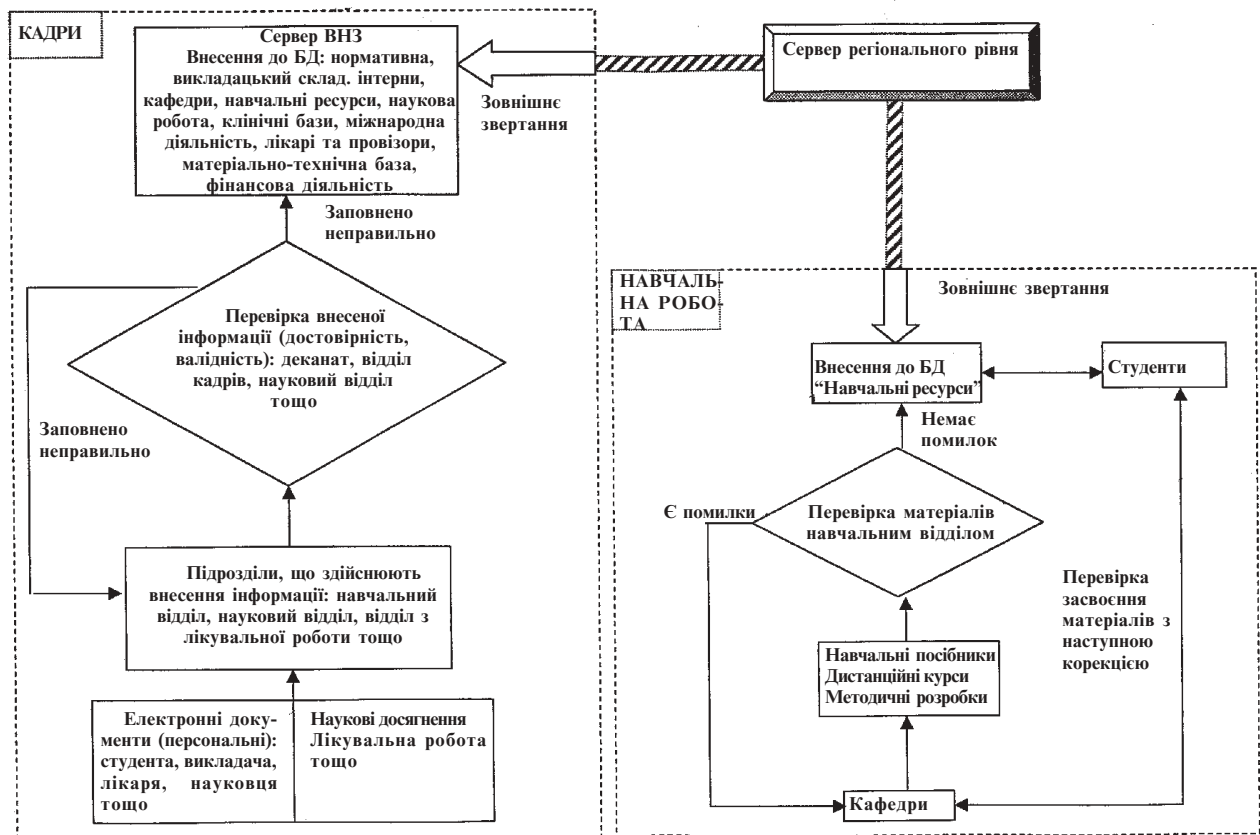 КАДРИ
Сервер ВНЗ
Внесення до БД: нормативна,
викладацький склад. інтерни,
кафедри, навчальні ресурси, наукова
робота, клінічні бази, міжнародна
діяльність, лікарі та провізори,
матеріально-технічна база,
фінансова діяльність
Зовнішнє
звертання
Сервер регіонального рівня
Заповнено
неправильно
Перевірка внесеної
інформації (достовірність,
валідність): деканат, відділ
кадрів, науковий відділ
тощо
Заповнено
неправильно
Підрозділи, що здійснюють
внесення інформації: навчальний
відділ, науковий відділ, відділ з
лікувальної роботи тощо
Електронні доку-
менти (персональні):
студента, викладача,
лікаря, науковця
тощо
Наукові досягнення
Лікувальна робота
тощо
НАВЧАЛЬ-
НА РОБО-
ТА
Зовнішнє звертання
Внесення до БД
“Навчальні ресурси”
Студенти
Немає
помилок
Є помилки
Перевірка матеріалів
навчальним відділом
Перевірка
засвоєння
матеріалів з
наступною
корекцією
Навчальні посібники
Дистанційні курси
Методичні розробки
Кафедри